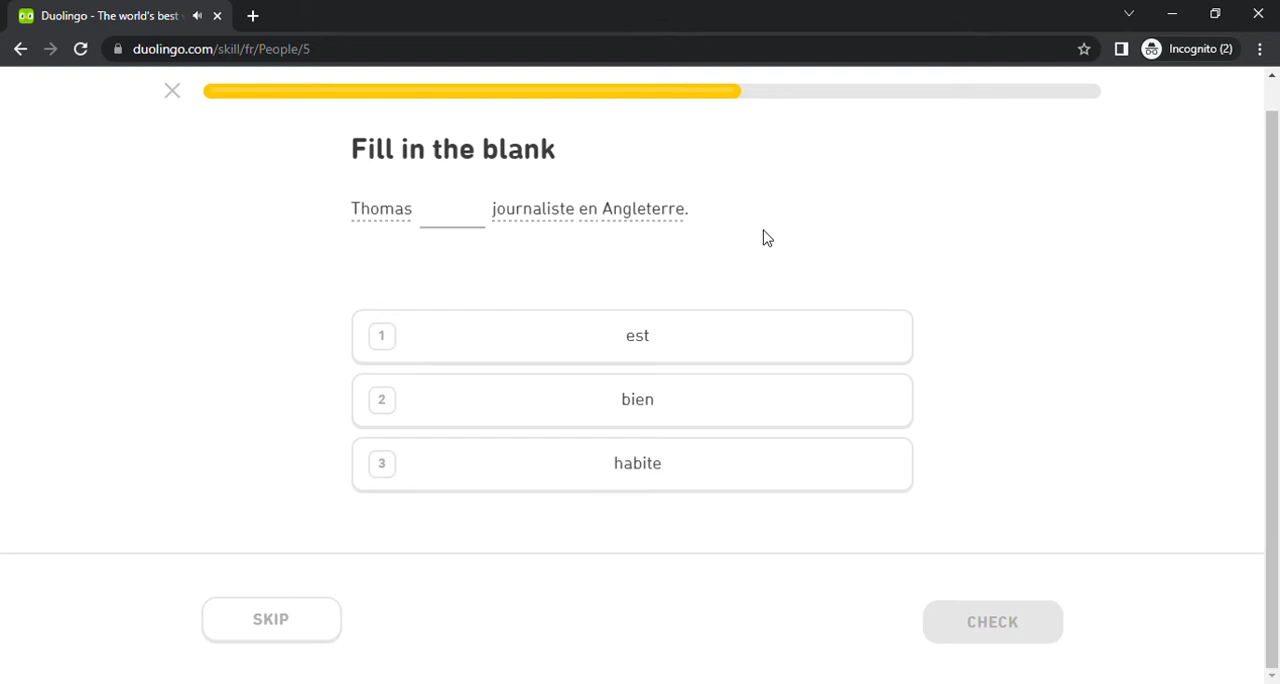 Duolingo - The world's best
duolingo.com/skill/fr/People/5
Incognito (2)
Fill in the blank
Thomas ______ journaliste en Angleterre.
1 est
2 bien
3 habite
SKIP
CHECK